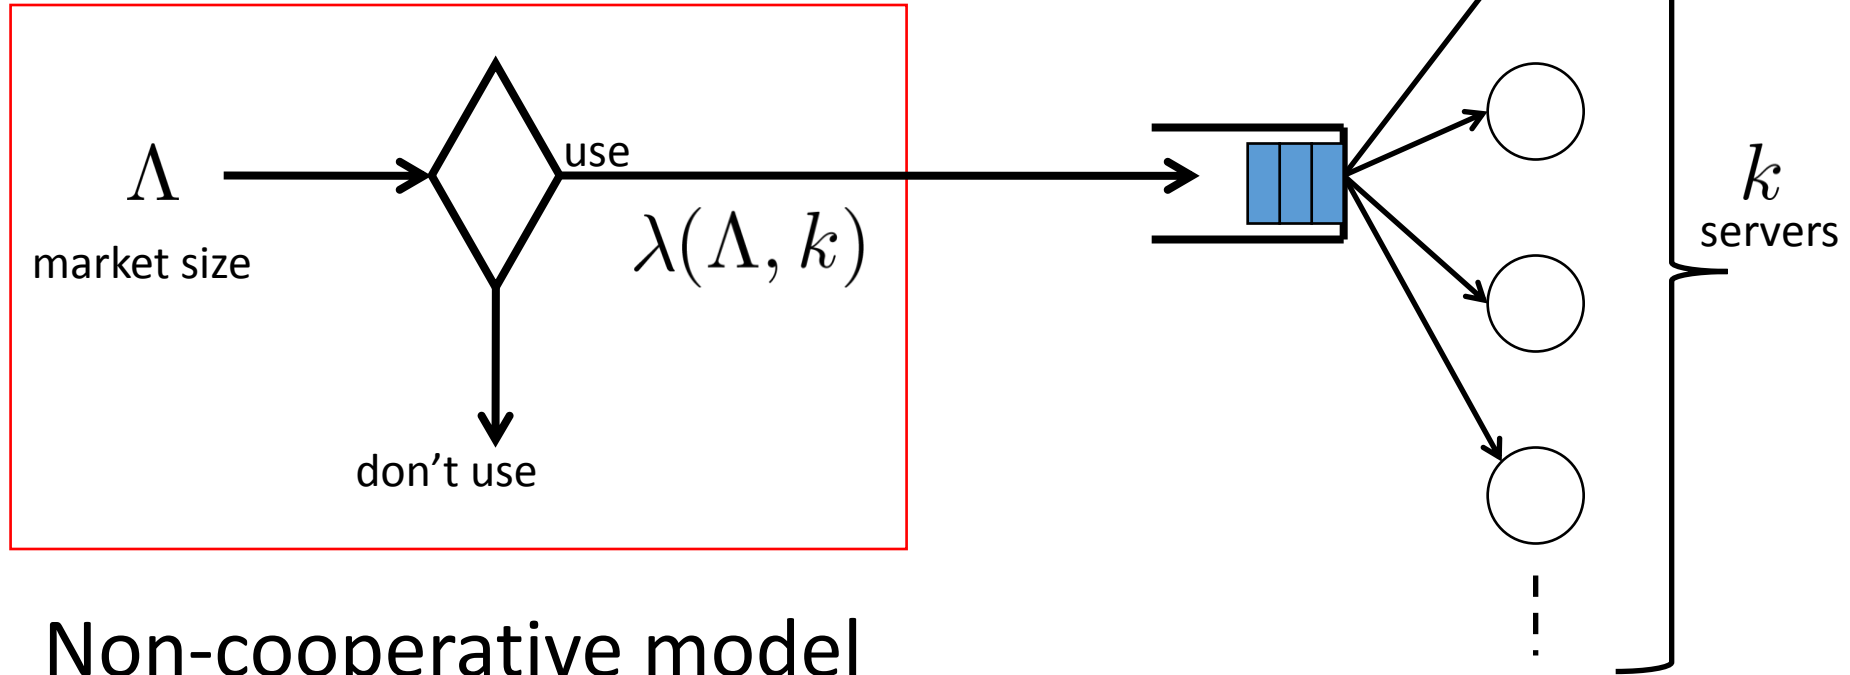 use
Λ
k
market size
λ(Λ, k)
servers
don't use
Non-cooperative model